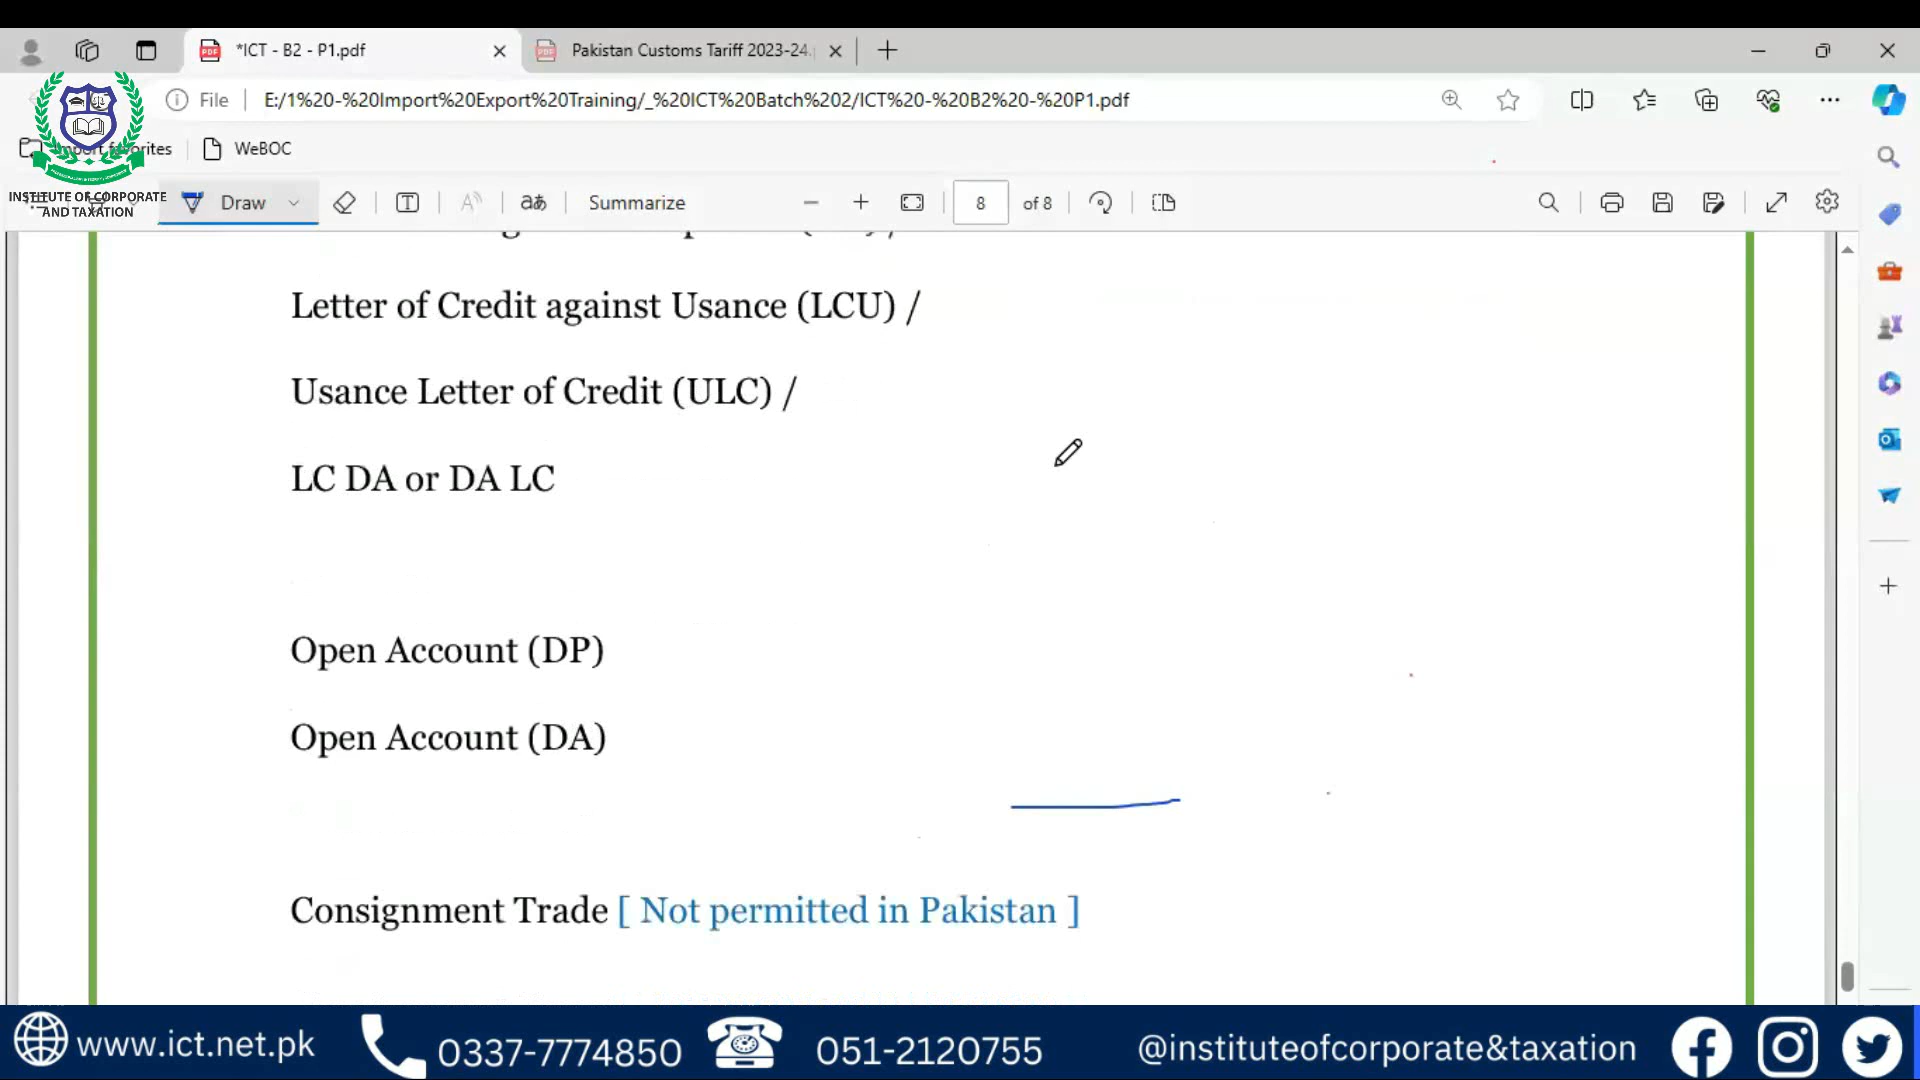 *ICT - B2 - P1.pdf
Pakistan Customs Tariff 2023-24.
File
E:/1%20-%20Import%20Export%20Training/_%20ICT%20Batch%202/ICT%20-%20B2%20-%20P1.pdf
favorites
WeBOC
INSTITUTE OF CORPORATE
AND TAXATION
Draw
aあ
Summarize
8
of 8
Letter of Credit against Usance (LCU) /
Usance Letter of Credit (ULC) /
LC DA or DA LC
Open Account (DP)
Open Account (DA)
Consignment Trade [ Not permitted in Pakistan ]
www.ict.net.pk
0337-7774850
051-2120755
@instituteofcorporate&taxation